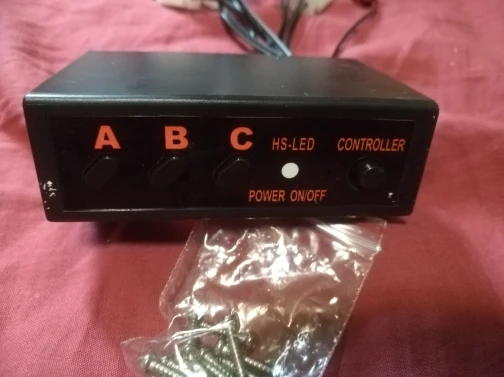 A B C HS-LED CONTROLLER
POWER ON/OFF